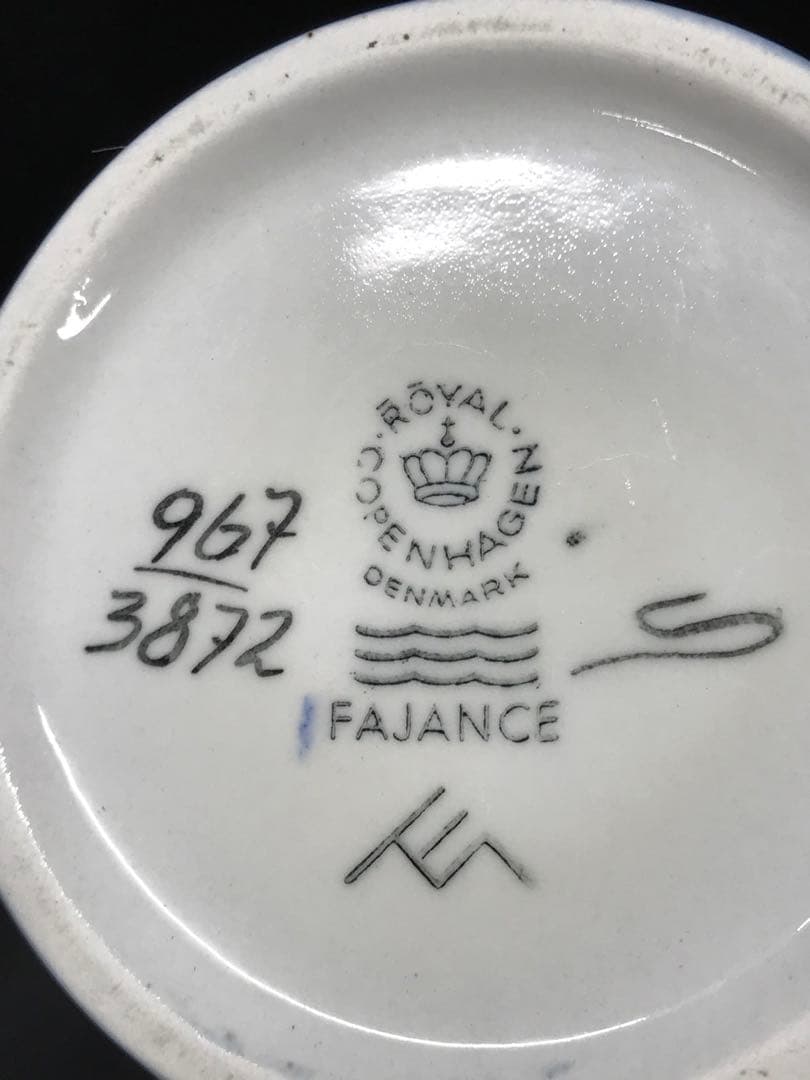 ROYAL
COPENHAGEN
DENMARK
967
3872
FAJANCE